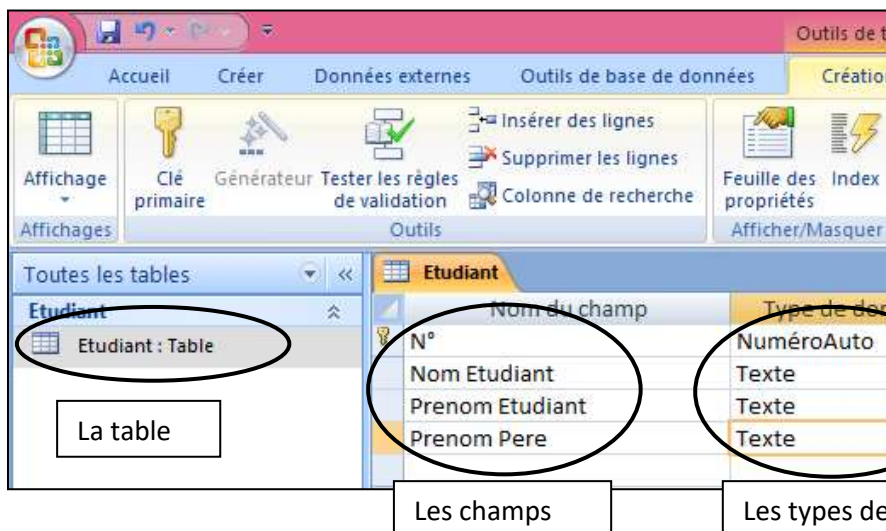 Outils de t
Accueil Créer Données externes Outils de base de données Création
Affichage
Clé primaire
Générateur
Tester les règles de validation
Insérer des lignes
Supprimer les lignes
Colonne de recherche
Feuille des propriétés
Index
Affichages Outils Afficher/Masquer
Toutes les tables
Etudiant
Etudiant : Table
La table
Etudiant
Nom du champ Type de don
N° NuméroAuto
Nom Etudiant Texte
Prenom Etudiant Texte
Prenom Pere Texte
Les champs
Les types de